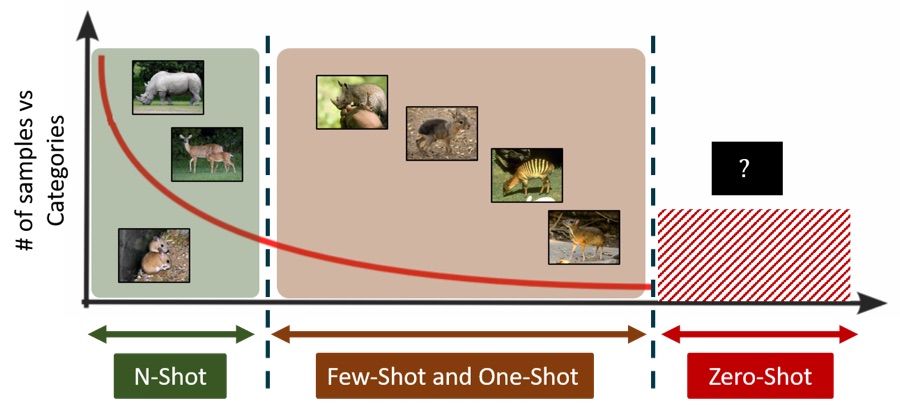 # of samples vs
Categories
?
N-Shot
Few-Shot and One-Shot
Zero-Shot